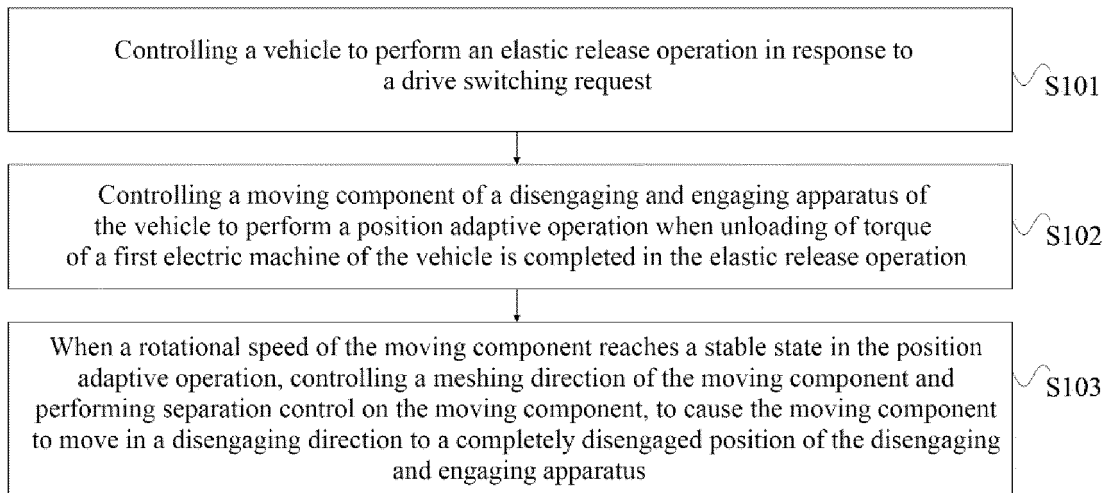 Controlling a vehicle to perform an elastic release operation in response to
a drive switching request
S101
Controlling a moving component of a disengaging and engaging apparatus of
the vehicle to perform a position adaptive operation when unloading of torque
of a first electric machine of the vehicle is completed in the elastic release operation
S102
When a rotational speed of the moving component reaches a stable state in the position
adaptive operation, controlling a meshing direction of the moving component and
performing separation control on the moving component, to cause the moving component
to move in a disengaging direction to a completely disengaged position of the disengaging
and engaging apparatus
S103